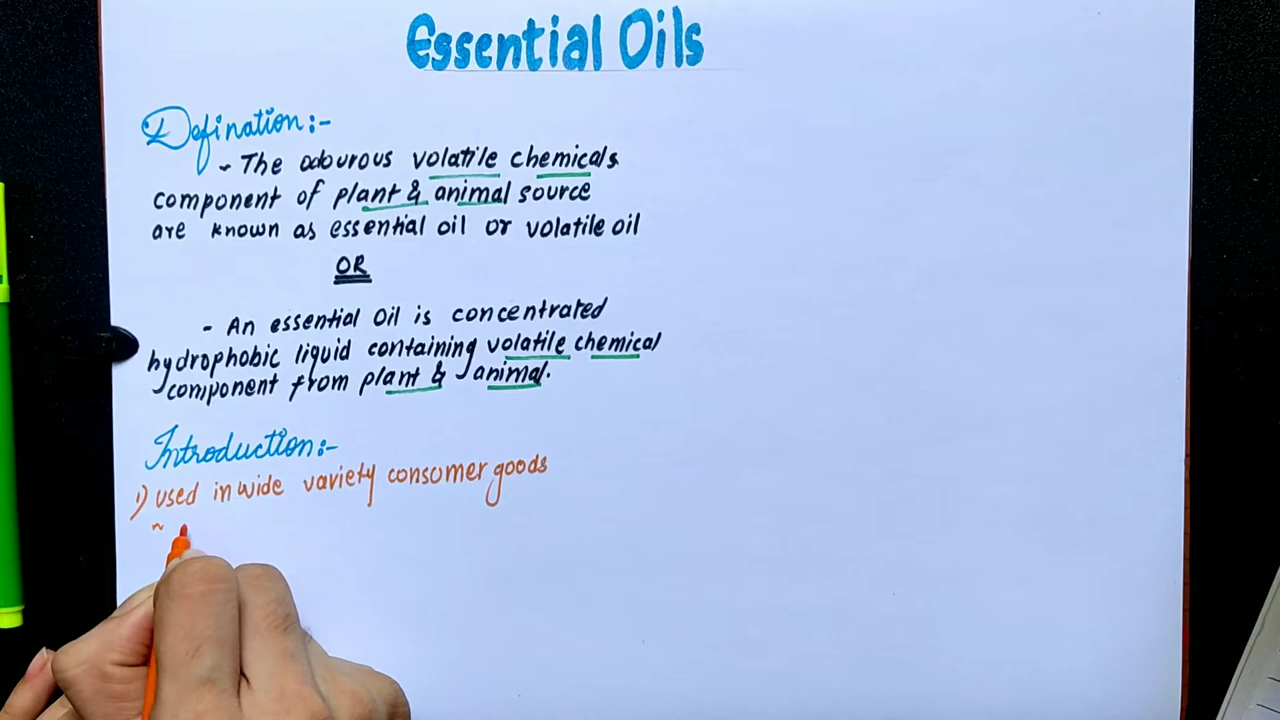 Essential Oils
Defination:-
- The odourous volatile chemicals
component of plant & animal source
are known as essential oil or volatile oil
OR
- An essential Oil is concentrated
hydrophobic liquid containing volatile chemical
component from plant & animal.
Introduction:-
1) used in wide variety consumer goods
~